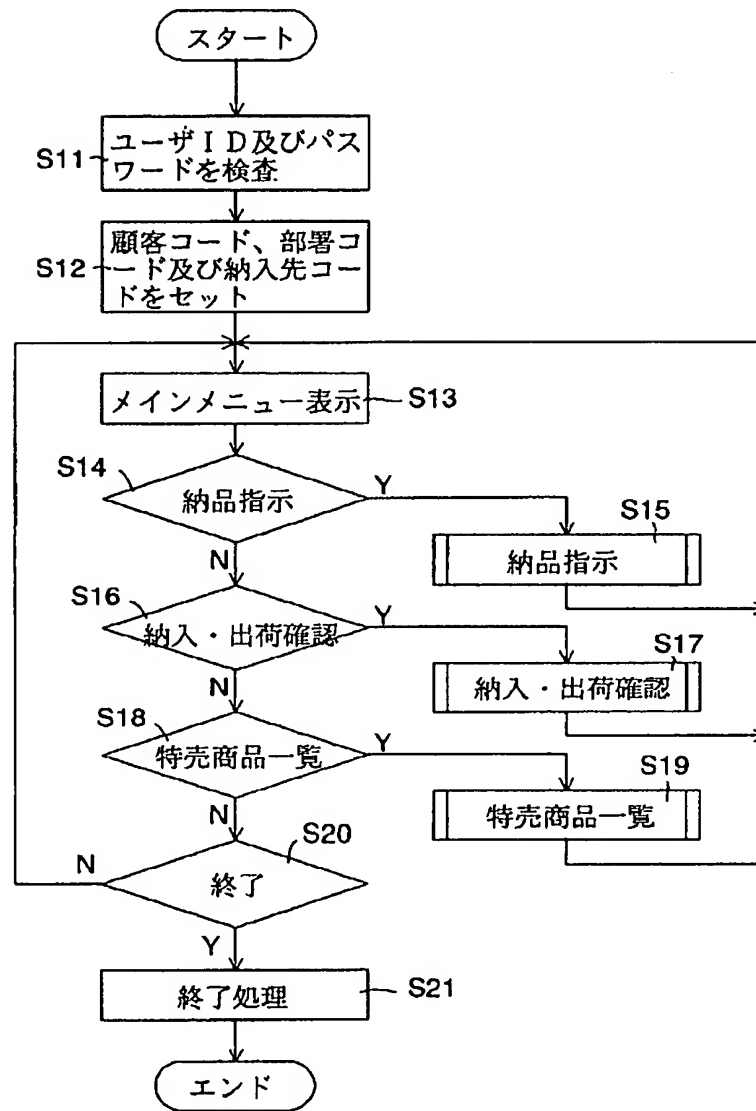 スタート
S11
ユーザID及びパス
ワードを検査
S12
顧客コード、部署コ
ード及び納入先コー
ドをセット
メインメニュー表示
S13
S14
納品指示
Y
N
S15
納品指示
S16
納入・出荷確認
Y
N
S17
納入・出荷確認
S18
特売商品一覧
Y
N
S19
特売商品一覧
S20
終了
N
Y
終了処理
S21
エンド